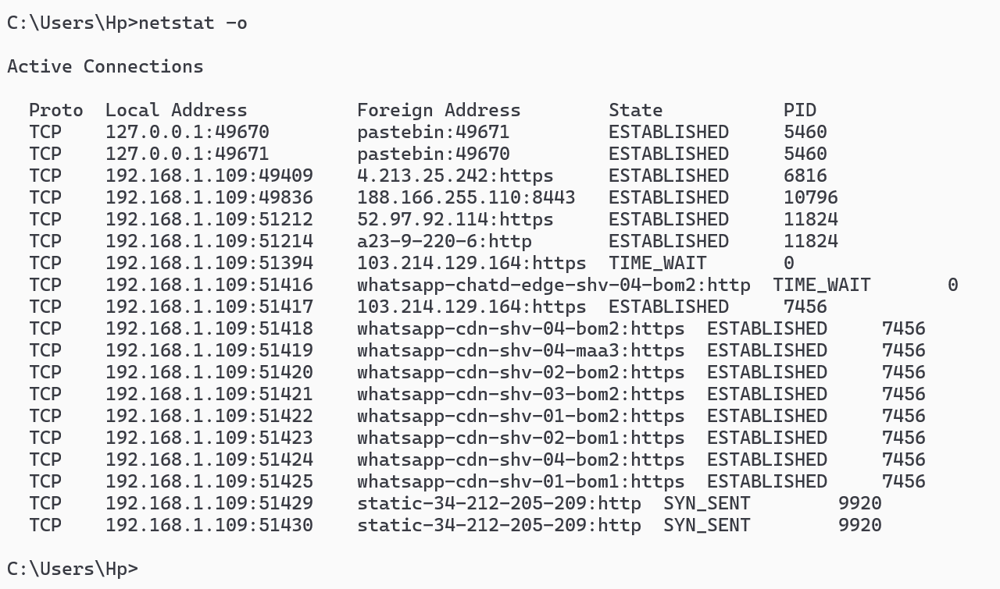 C:\Users\Hp>netstat -o
Active Connections
  Proto  Local Address          Foreign Address        State           PID
  TCP    127.0.0.1:49670        pastebin:49671         ESTABLISHED     5460
  TCP    127.0.0.1:49671        pastebin:49670         ESTABLISHED     5460
  TCP    192.168.1.109:49409    4.213.25.242:https     ESTABLISHED     6816
  TCP    192.168.1.109:49836    188.166.255.110:8443   ESTABLISHED     10796
  TCP    192.168.1.109:51212    52.97.92.114:https     ESTABLISHED     11824
  TCP    192.168.1.109:51214    a23-9-220-6:http       ESTABLISHED     11824
  TCP    192.168.1.109:51394    103.214.129.164:https  TIME_WAIT       0
  TCP    192.168.1.109:51416    whatsapp-chatd-edge-shv-04-bom2:http  TIME_WAIT       0
  TCP    192.168.1.109:51417    103.214.129.164:https  ESTABLISHED     7456
  TCP    192.168.1.109:51418    whatsapp-cdn-shv-04-bom2:https  ESTABLISHED     7456
  TCP    192.168.1.109:51419    whatsapp-cdn-shv-04-maa3:https  ESTABLISHED     7456
  TCP    192.168.1.109:51420    whatsapp-cdn-shv-02-bom2:https  ESTABLISHED     7456
  TCP    192.168.1.109:51421    whatsapp-cdn-shv-03-bom2:https  ESTABLISHED     7456
  TCP    192.168.1.109:51422    whatsapp-cdn-shv-01-bom2:https  ESTABLISHED     7456
  TCP    192.168.1.109:51423    whatsapp-cdn-shv-02-bom1:https  ESTABLISHED     7456
  TCP    192.168.1.109:51424    whatsapp-cdn-shv-04-bom2:https  ESTABLISHED     7456
  TCP    192.168.1.109:51425    whatsapp-cdn-shv-01-bom1:https  ESTABLISHED     7456
  TCP    192.168.1.109:51429    static-34-212-205-209:http  SYN_SENT        9920
  TCP    192.168.1.109:51430    static-34-212-205-209:http  SYN_SENT        9920
C:\Users\Hp>